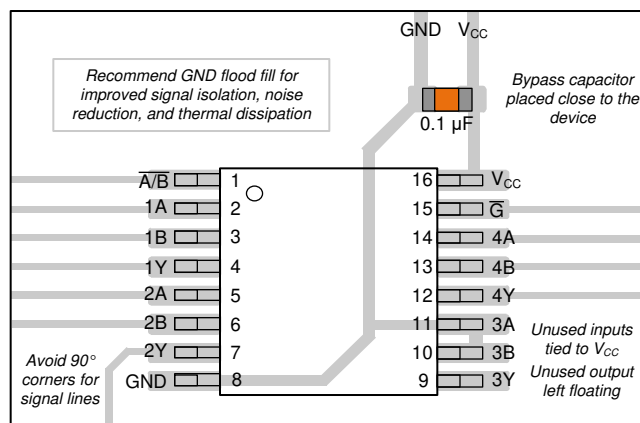 GND V_CC
Recommend GND flood fill for
improved signal isolation, noise
reduction, and thermal dissipation
Bypass capacitor
placed close to the
device
0.1 µF
A̅/̅B̅ 1 16 V_CC
1A 2 15 G̅
1B 3 14 4A
1Y 4 13 4B
2A 5 12 4Y
2B 6 11 3A
2Y 7 10 3B
GND 8 9 3Y
Unused inputs
tied to V_CC
Unused output
left floating
Avoid 90°
corners for
signal lines